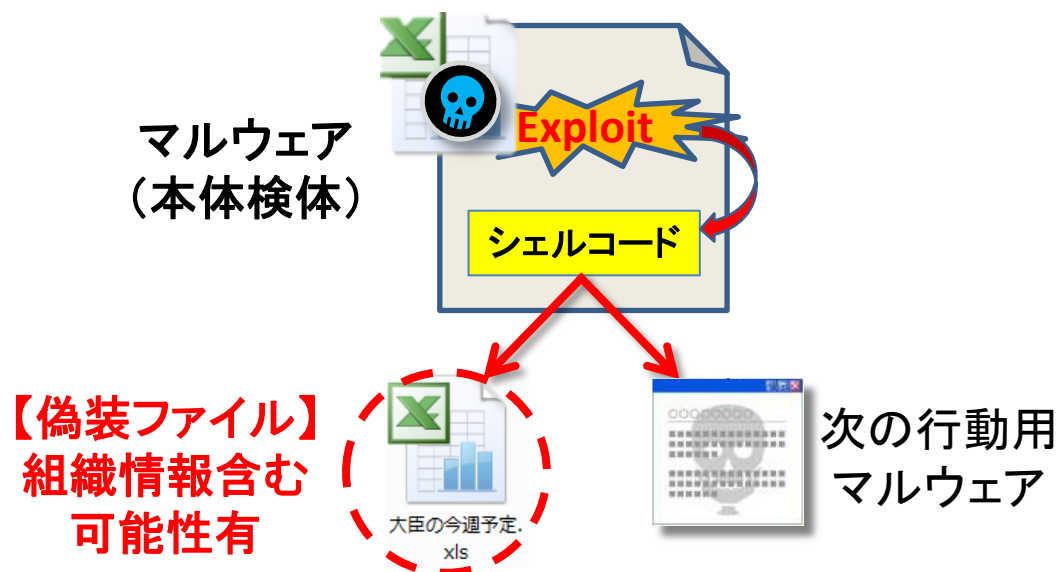 Exploit
マルウェア
（本体検体）
シェルコード
【偽装ファイル】
組織情報含む
可能性有
大臣の今週予定.
xls
次の行動用
マルウェア